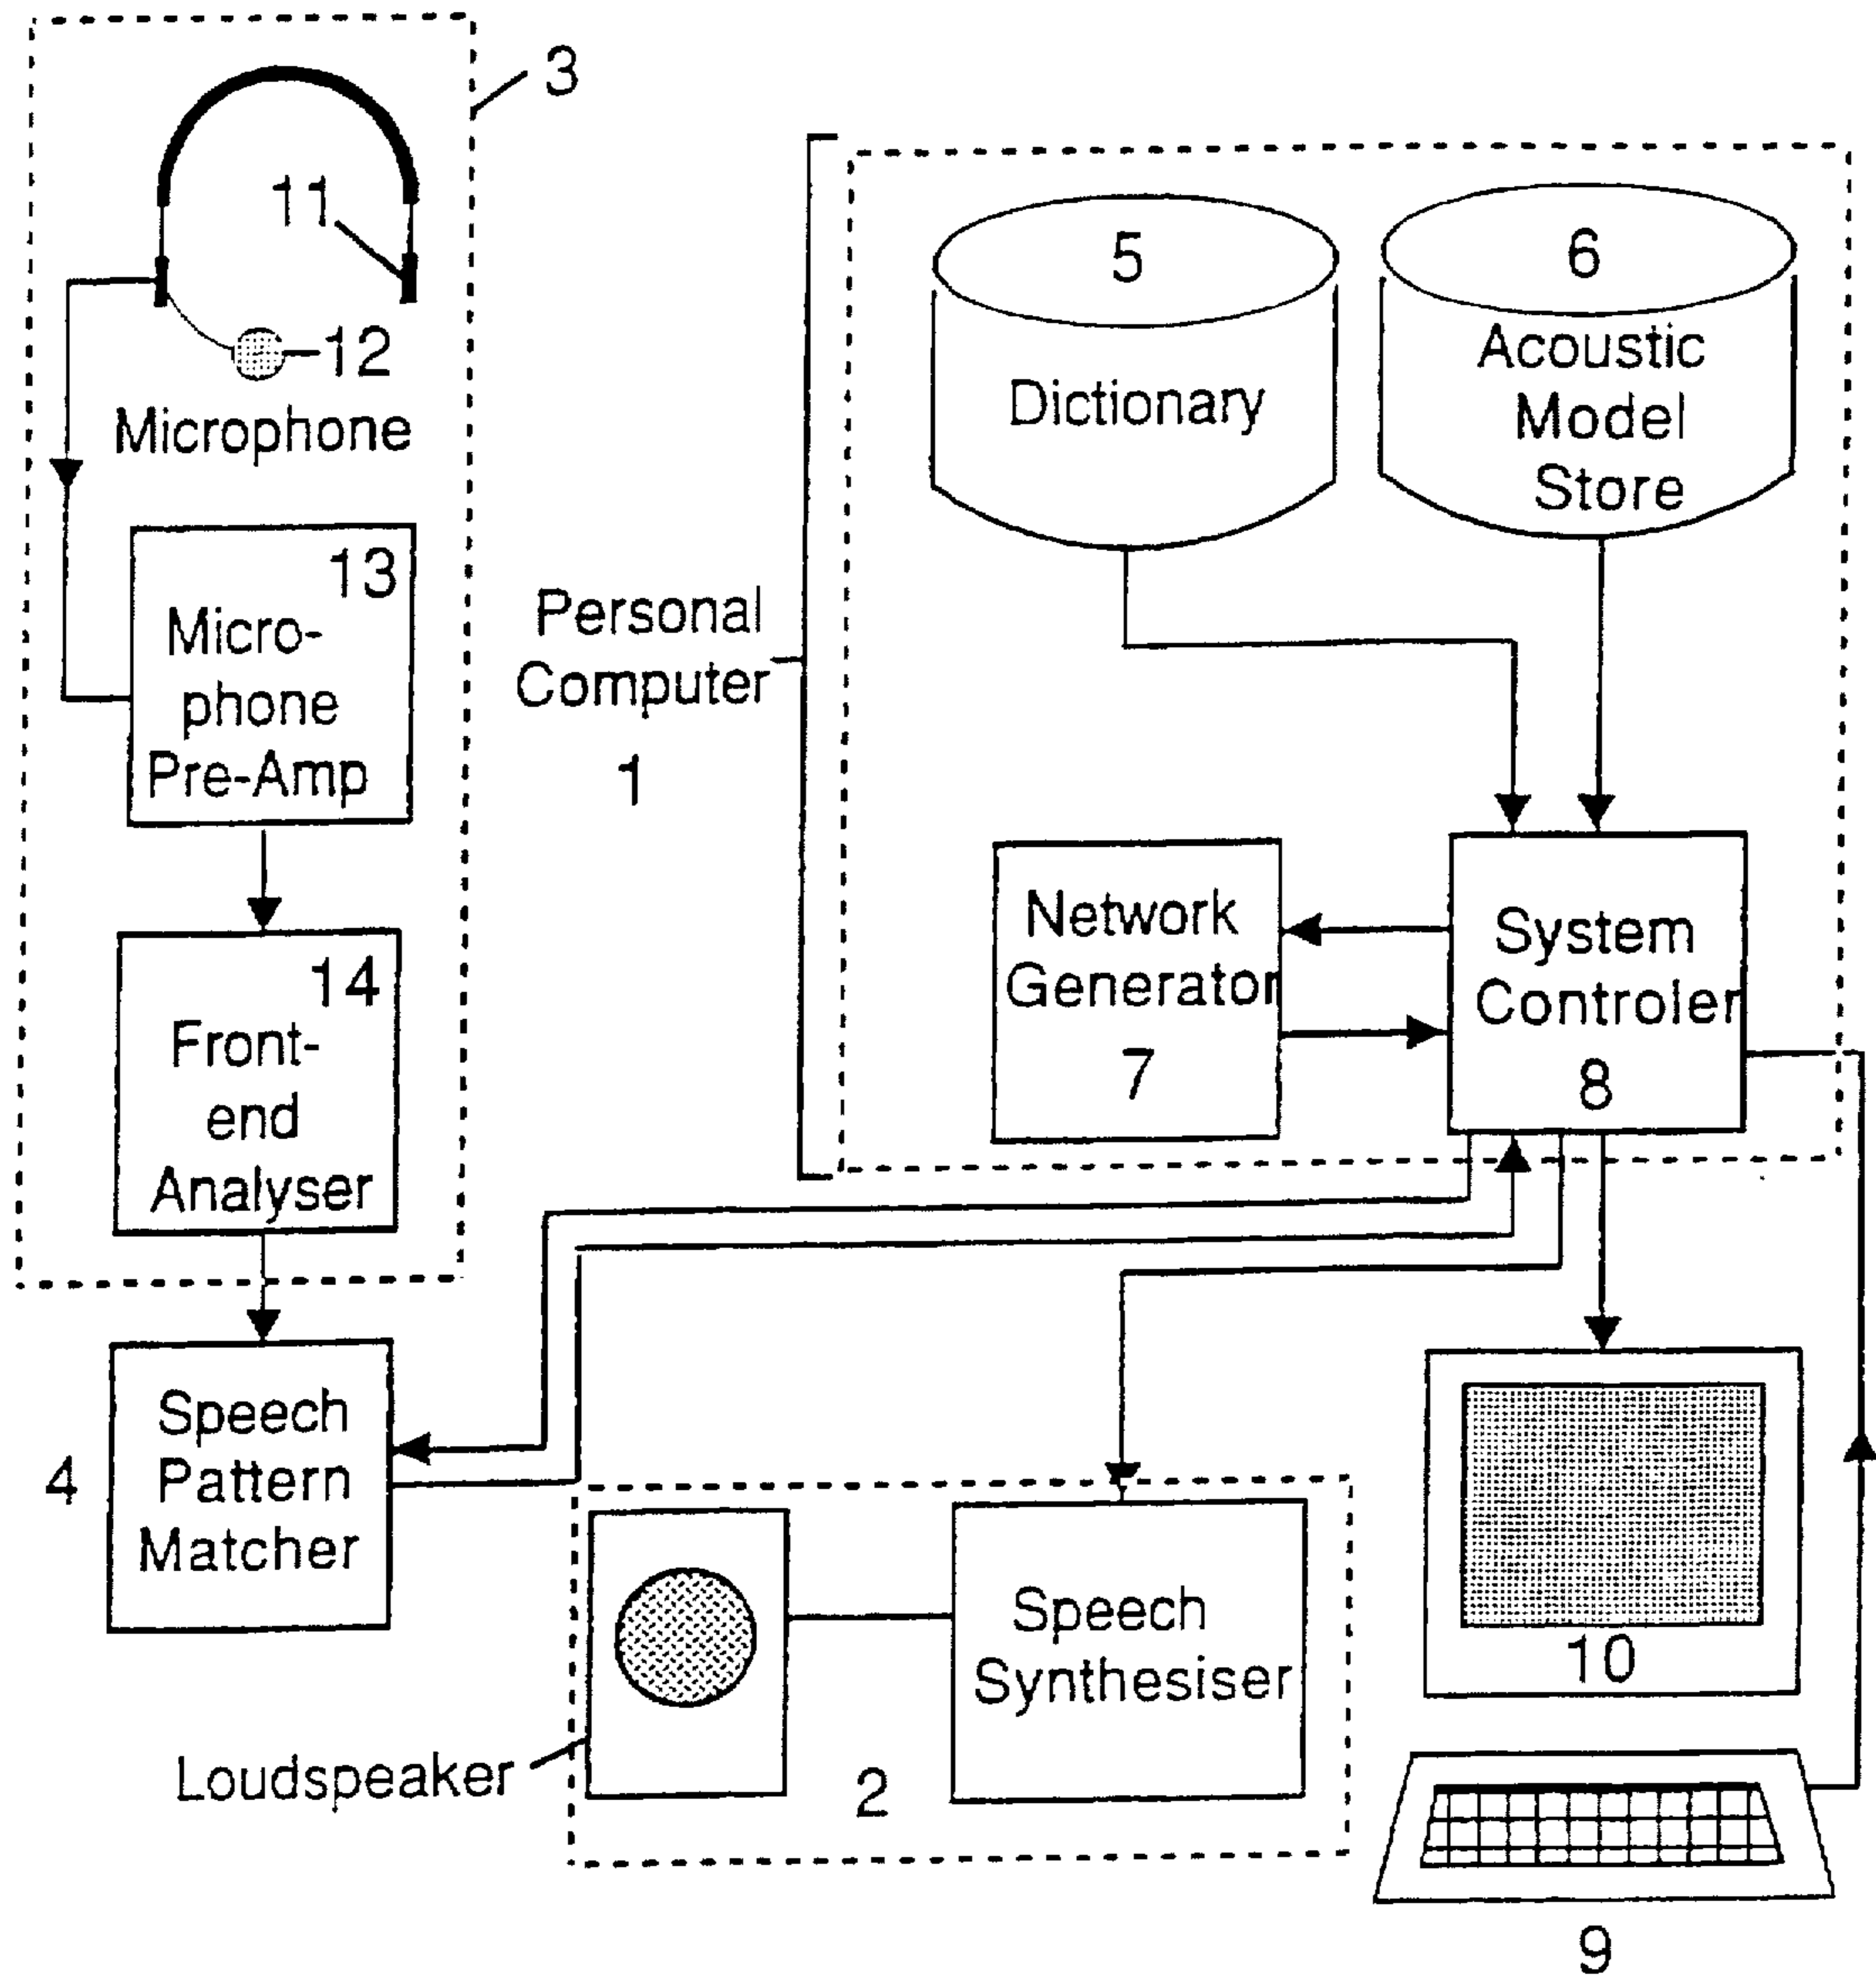 3
11
12
Microphone
13
Micro-
phone
Pre-Amp
14
Front-
end
Analyser
4
Speech
Pattern
Matcher
Personal
Computer
1
5
Dictionary
6
Acoustic
Model
Store
Network
Generator
7
System
Controler
8
Loudspeaker
2
Speech
Synthesiser
10
9